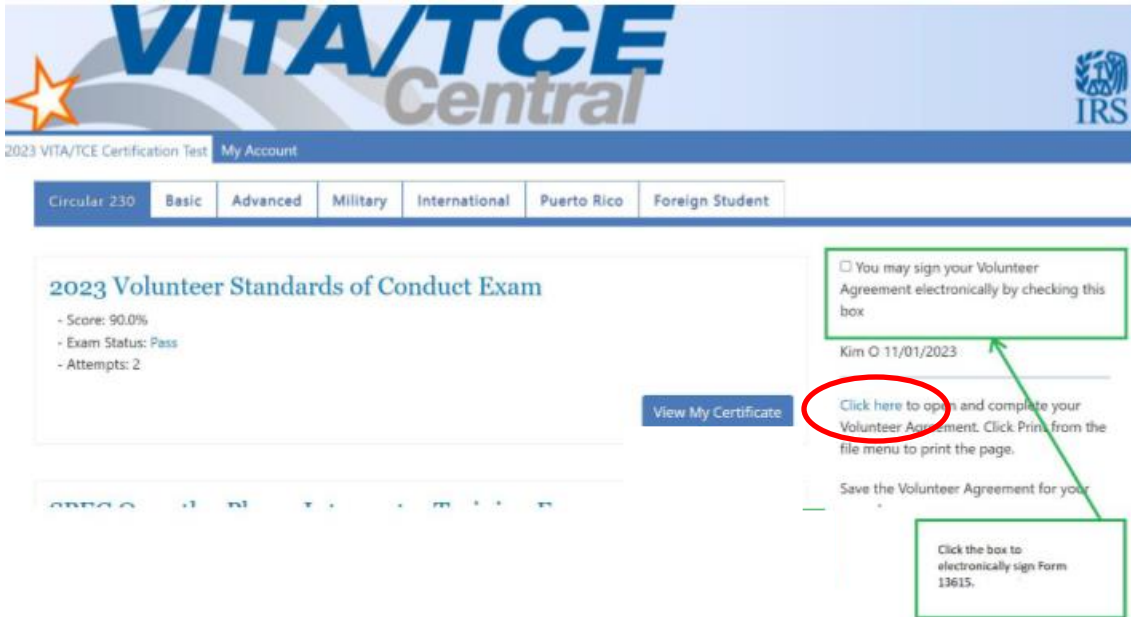 VITA/TCE
Central
IRS
2023 VITA/TCE Certification Test My Account
Circular 230 Basic Advanced Military International Puerto Rico Foreign Student
2023 Volunteer Standards of Conduct Exam
- Score: 90.0%
- Exam Status: Pass
- Attempts: 2
View My Certificate
You may sign your Volunteer
Agreement electronically by checking this
box
Kim O 11/01/2023
Click here to open and complete your
Volunteer Agreement. Click Print from the
file menu to print the page.
Save the Volunteer Agreement for your
Click the box to
electronically sign Form
13615.